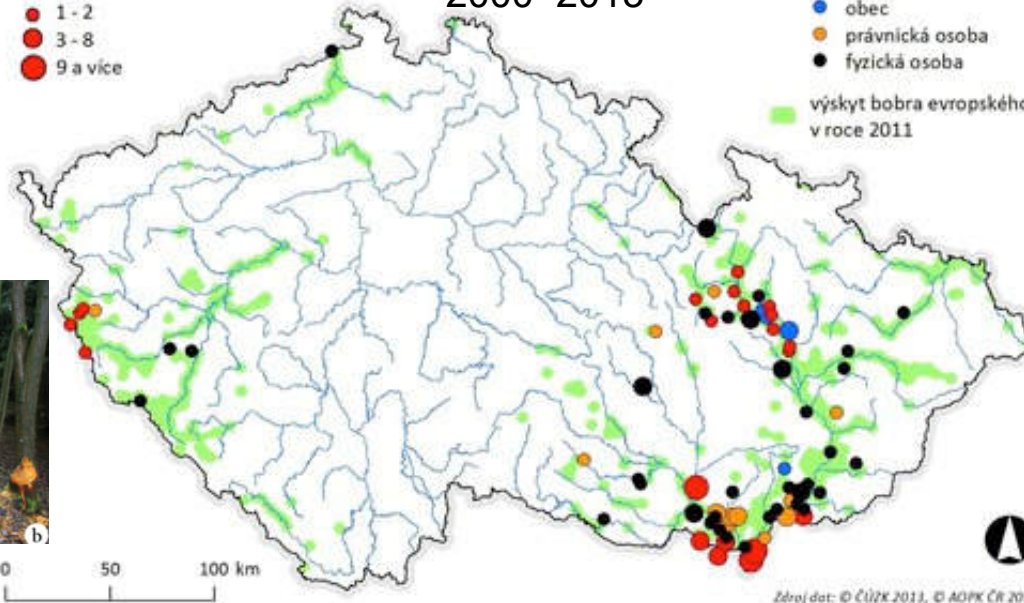 1 - 2
3 - 8
9 a více
obec
právnická osoba
fyzická osoba
výskyt bobra evropského
v roce 2011
b
0 50 100 km
Zdroj dat: © ČÚZK 2013, © AOPK ČR